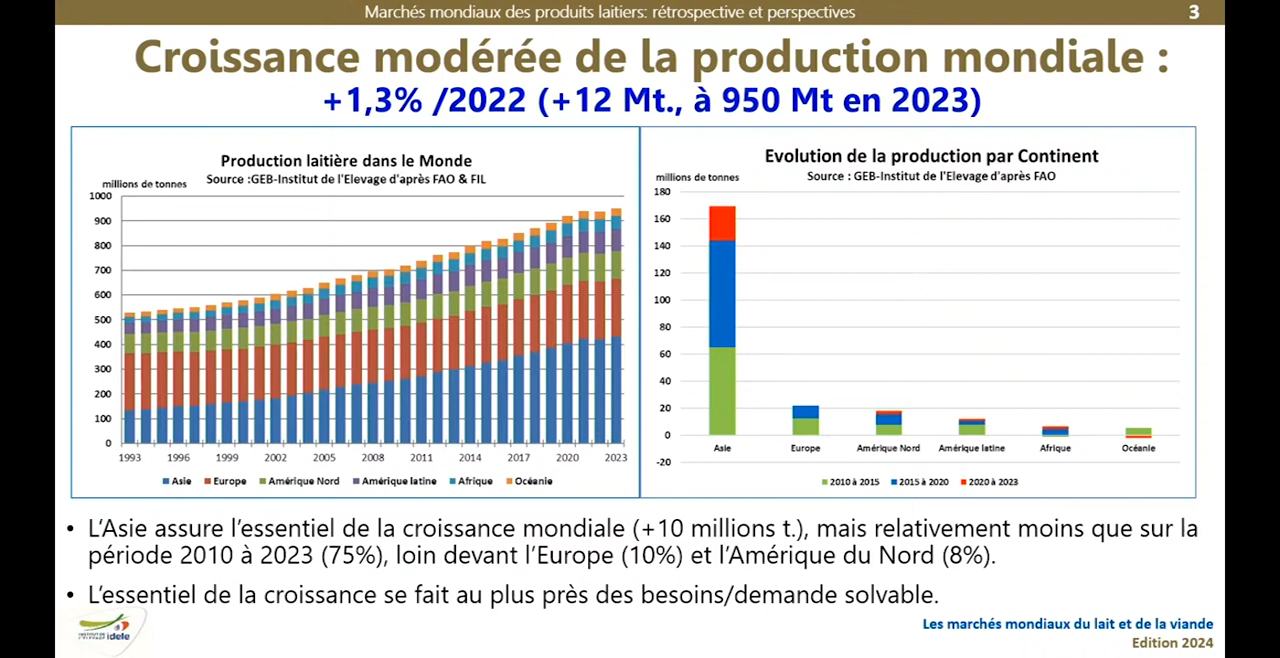 Marchés mondiaux des produits laitiers: rétrospective et perspectives
3
Croissance modérée de la production mondiale :
+1,3% /2022 (+12 Mt., à 950 Mt en 2023)
Production laitière dans le Monde
Source :GEB-Institut de l'Elevage d'après FAO & FIL
millions de tonnes
1000
900
800
700
600
500
400
300
200
100
0
1993 1996 1999 2002 2005 2008 2011 2014 2017 2020 2023
Asie Europe Amérique Nord Amérique latine Afrique Océanie
Evolution de la production par Continent
Source : GEB-Institut de l'Elevage d'après FAO
millions de tonnes
180
160
140
120
100
80
60
40
20
0
-20
Asie Europe Amérique Nord Amérique latine Afrique Océanie
2010 à 2015 2015 à 2020 2020 à 2023
• L'Asie assure l'essentiel de la croissance mondiale (+10 millions t.), mais relativement moins que sur la
période 2010 à 2023 (75%), loin devant l'Europe (10%) et l'Amérique du Nord (8%).
• L'essentiel de la croissance se fait au plus près des besoins/demande solvable.
idele
Les marchés mondiaux du lait et de la viande
Edition 2024